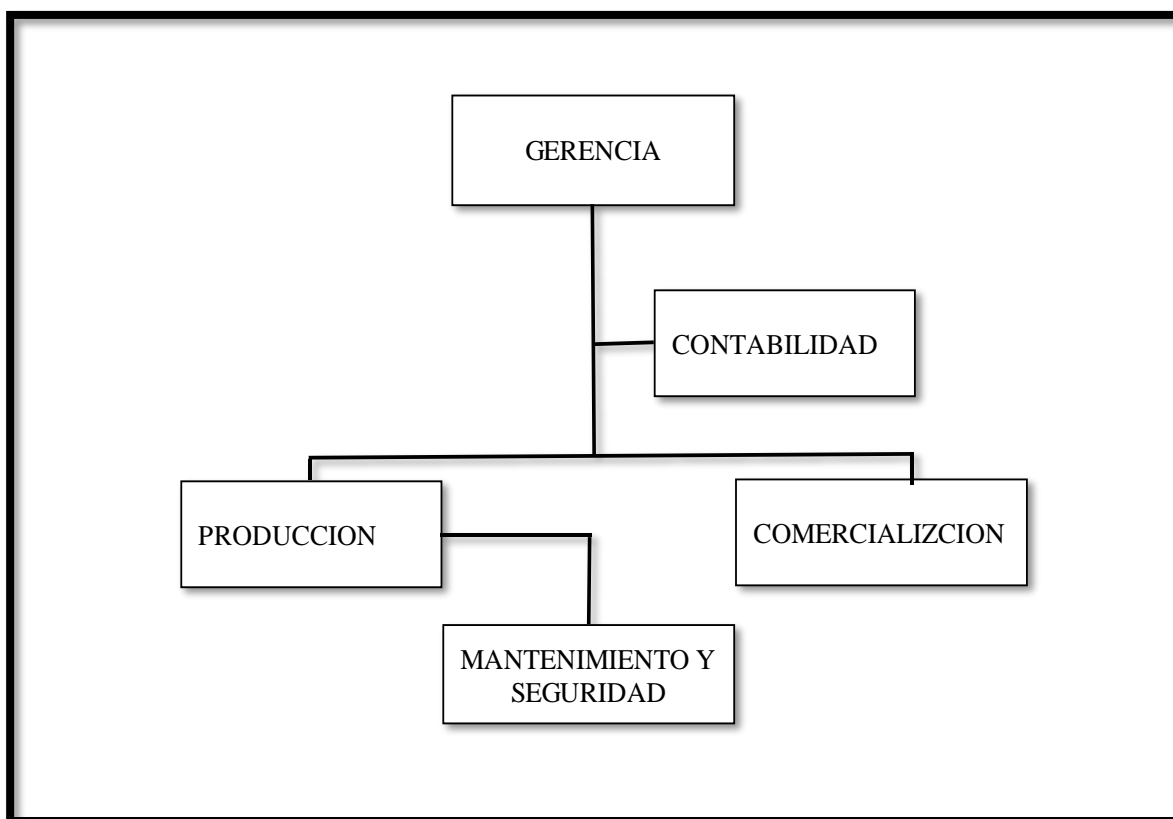 GERENCIA
CONTABILIDAD
PRODUCCION
COMERCIALIZCION
MANTENIMIENTO Y
SEGURIDAD